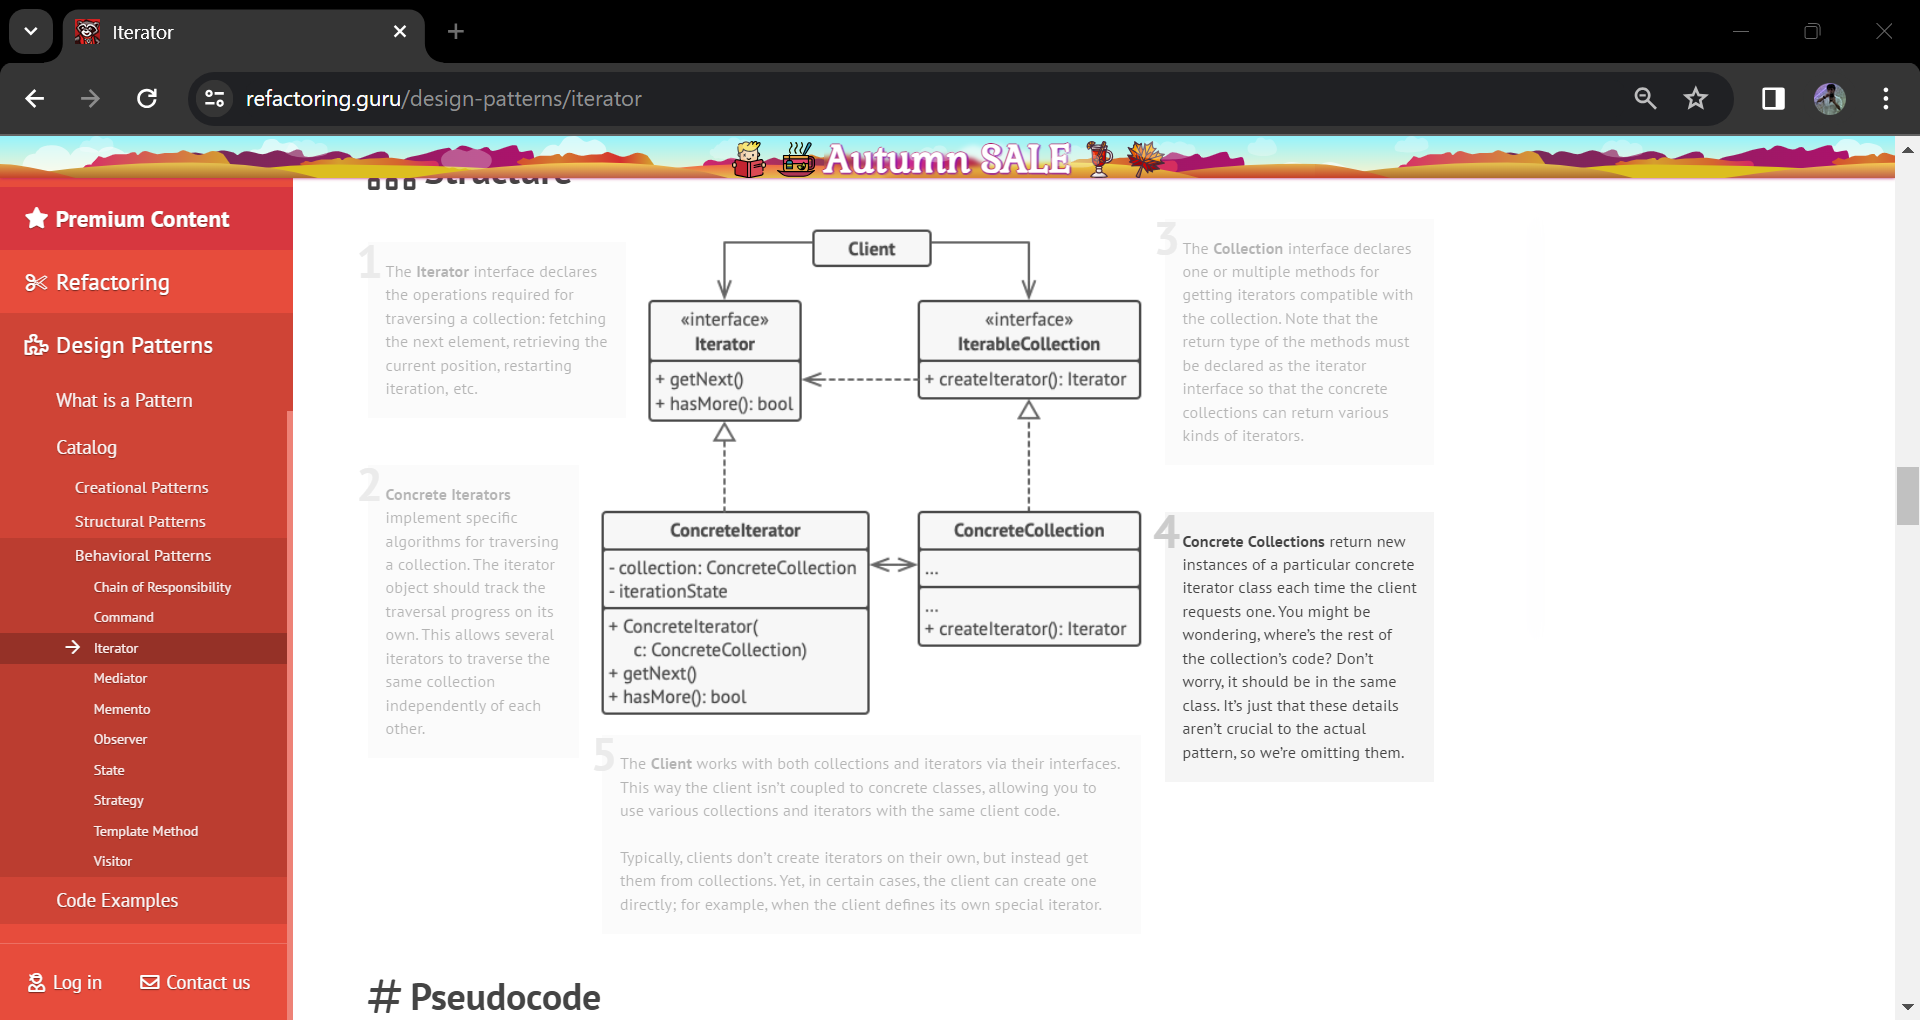 Iterator
refactoring.guru/design-patterns/iterator
Autumn SALE
Structure
Premium Content
Refactoring
Design Patterns
What is a Pattern
Catalog
Creational Patterns
Structural Patterns
Behavioral Patterns
Chain of Responsibility
Command
Iterator
Mediator
Memento
Observer
State
Strategy
Template Method
Visitor
Code Examples
Log in
Contact us
1
The Iterator interface declares
the operations required for
traversing a collection: fetching
the next element, retrieving the
current position, restarting
iteration, etc.
2
Concrete Iterators
implement specific
algorithms for traversing
a collection. The iterator
object should track the
traversal progress on its
own. This allows several
iterators to traverse the
same collection
independently of each
other.
Client
«interface»
Iterator
+ getNext()
+ hasMore(): bool
«interface»
IterableCollection
+ createIterator(): Iterator
ConcreteIterator
- collection: ConcreteCollection
- iterationState
+ ConcreteIterator(
c: ConcreteCollection)
+ getNext()
+ hasMore(): bool
ConcreteCollection
...
...
+ createIterator(): Iterator
3
The Collection interface declares
one or multiple methods for
getting iterators compatible with
the collection. Note that the
return type of the methods must
be declared as the iterator
interface so that the concrete
collections can return various
kinds of iterators.
4
Concrete Collections return new
instances of a particular concrete
iterator class each time the client
requests one. You might be
wondering, where’s the rest of
the collection’s code? Don’t
worry, it should be in the same
class. It’s just that these details
aren’t crucial to the actual
pattern, so we’re omitting them.
5
The Client works with both collections and iterators via their interfaces.
This way the client isn’t coupled to concrete classes, allowing you to
use various collections and iterators with the same client code.
Typically, clients don’t create iterators on their own, but instead get
them from collections. Yet, in certain cases, the client can create one
directly; for example, when the client defines its own special iterator.
# Pseudocode